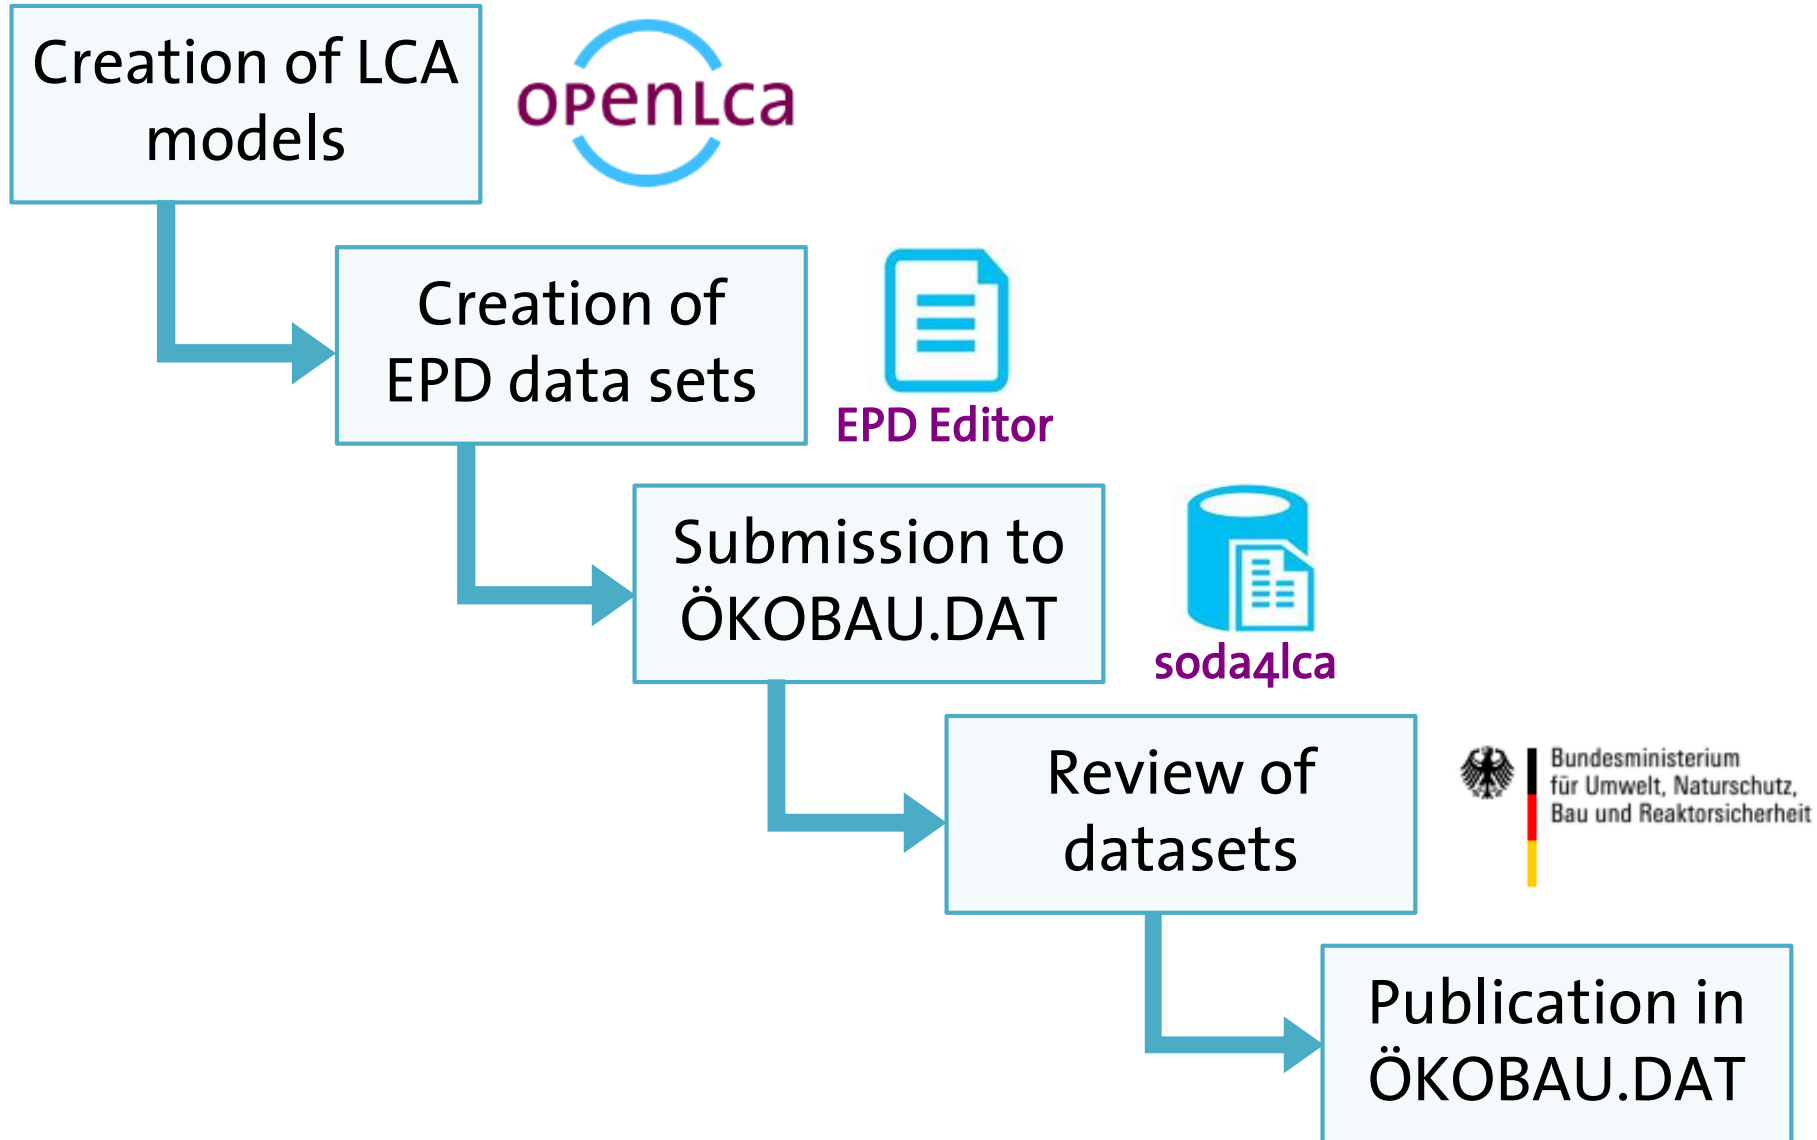 Creation of LCA
models
openLca
Creation of
EPD data sets
EPD Editor
Submission to
ÖKOBAU.DAT
soda4lca
Review of
datasets
Bundesministerium
für Umwelt, Naturschutz,
Bau und Reaktorsicherheit
Publication in
ÖKOBAU.DAT